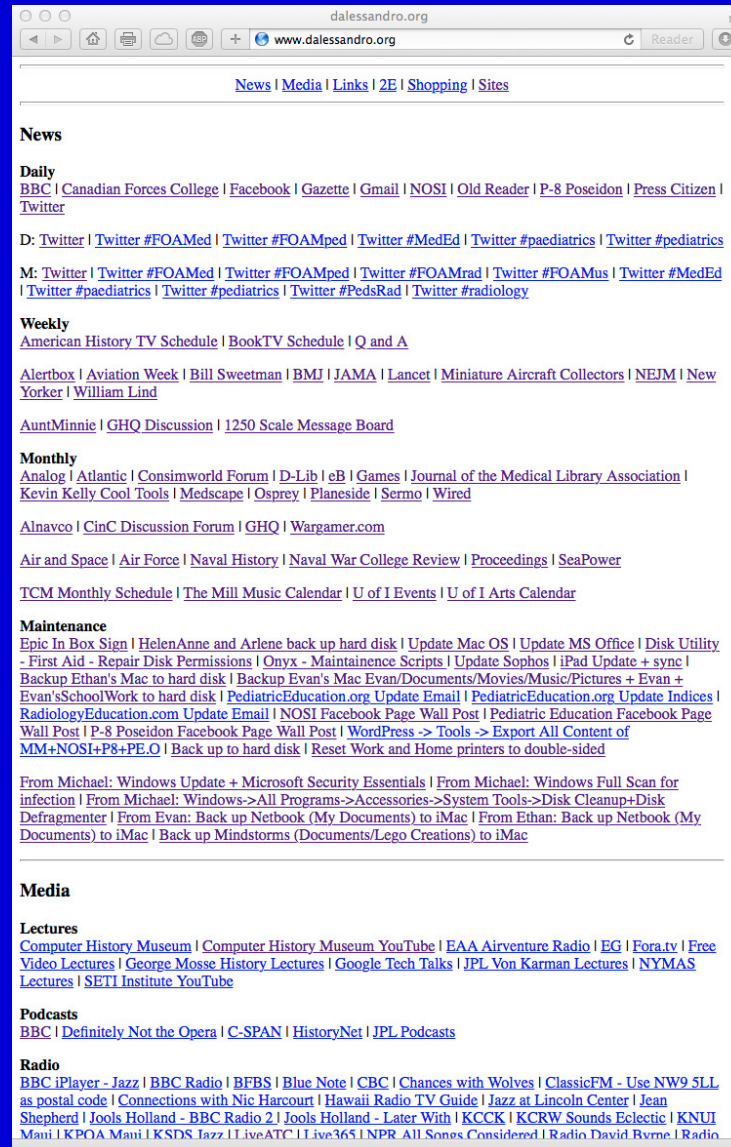 dalessandro.org
ABP + www.dalessandro.org Reader
News | Media | Links | 2E | Shopping | Sites
News
Daily
BBC | Canadian Forces College | Facebook | Gazette | Gmail | NOSI | Old Reader | P-8 Poseidon | Press Citizen |
Twitter
D: Twitter | Twitter #FOAMed | Twitter #FOAMped | Twitter #MedEd | Twitter #paediatrics | Twitter #pediatrics
M: Twitter | Twitter #FOAMed | Twitter #FOAMped | Twitter #FOAMrad | Twitter #FOAMus | Twitter #MedEd
| Twitter #paediatrics | Twitter #pediatrics | Twitter #PedsRad | Twitter #radiology
Weekly
American History TV Schedule | BookTV Schedule | Q and A
Alertbox | Aviation Week | Bill Sweetman | BMJ | JAMA | Lancet | Miniature Aircraft Collectors | NEJM | New
Yorker | William Lind
AuntMinnie | GHQ Discussion | 1250 Scale Message Board
Monthly
Analog | Atlantic | Consimworld Forum | D-Lib | eB | Games | Journal of the Medical Library Association |
Kevin Kelly Cool Tools | Medscape | Osprey | Planeside | Sermo | Wired
Alnavco | CinC Discussion Forum | GHQ | Wargamer.com
Air and Space | Air Force | Naval History | Naval War College Review | Proceedings | SeaPower
TCM Monthly Schedule | The Mill Music Calendar | U of I Events | U of I Arts Calendar
Maintenance
Epic In Box Sign | HelenAnne and Arlene back up hard disk | Update Mac OS | Update MS Office | Disk Utility
- First Aid - Repair Disk Permissions | Onyx - Maintainence Scripts | Update Sophos | iPad Update + sync |
Backup Ethan's Mac to hard disk | Backup Evan's Mac Evan/Documents/Movies/Music/Pictures + Evan +
Evan'sSchoolWork to hard disk | PediatricEducation.org Update Email | PediatricEducation.org Update Indices |
RadiologyEducation.com Update Email | NOSI Facebook Page Wall Post | Pediatric Education Facebook Page
Wall Post | P-8 Poseidon Facebook Page Wall Post | WordPress -> Tools -> Export All Content of
MM+NOSI+P8+PE.O | Back up to hard disk | Reset Work and Home printers to double-sided
From Michael: Windows Update + Microsoft Security Essentials | From Michael: Windows Full Scan for
infection | From Michael: Windows->All Programs->Accessories->System Tools->Disk Cleanup+Disk
Defragmenter | From Evan: Back up Netbook (My Documents) to iMac | From Ethan: Back up Netbook (My
Documents) to iMac | Back up Mindstorms (Documents/Lego Creations) to iMac
Media
Lectures
Computer History Museum | Computer History Museum YouTube | EAA Airventure Radio | EG | Fora.tv | Free
Video Lectures | George Mosse History Lectures | Google Tech Talks | JPL Von Karman Lectures | NYMAS
Lectures | SETI Institute YouTube
Podcasts
BBC | Definitely Not the Opera | C-SPAN | HistoryNet | JPL Podcasts
Radio
BBC iPlayer - Jazz | BBC Radio | BFBS | Blue Note | CBC | Chances with Wolves | ClassicFM - Use NW9 5LL
as postal code | Connections with Nic Harcourt | Hawaii Radio TV Guide | Jazz at Lincoln Center | Jean
Shepherd | Jools Holland - BBC Radio 2 | Jools Holland - Later With | KCCK | KCRW Sounds Eclectic | KNUI
Maui | KPOA Maui | KSDS Jazz | LiveATC | Live365 | NPR All Songs Considered | Radio David Byrne | Radio